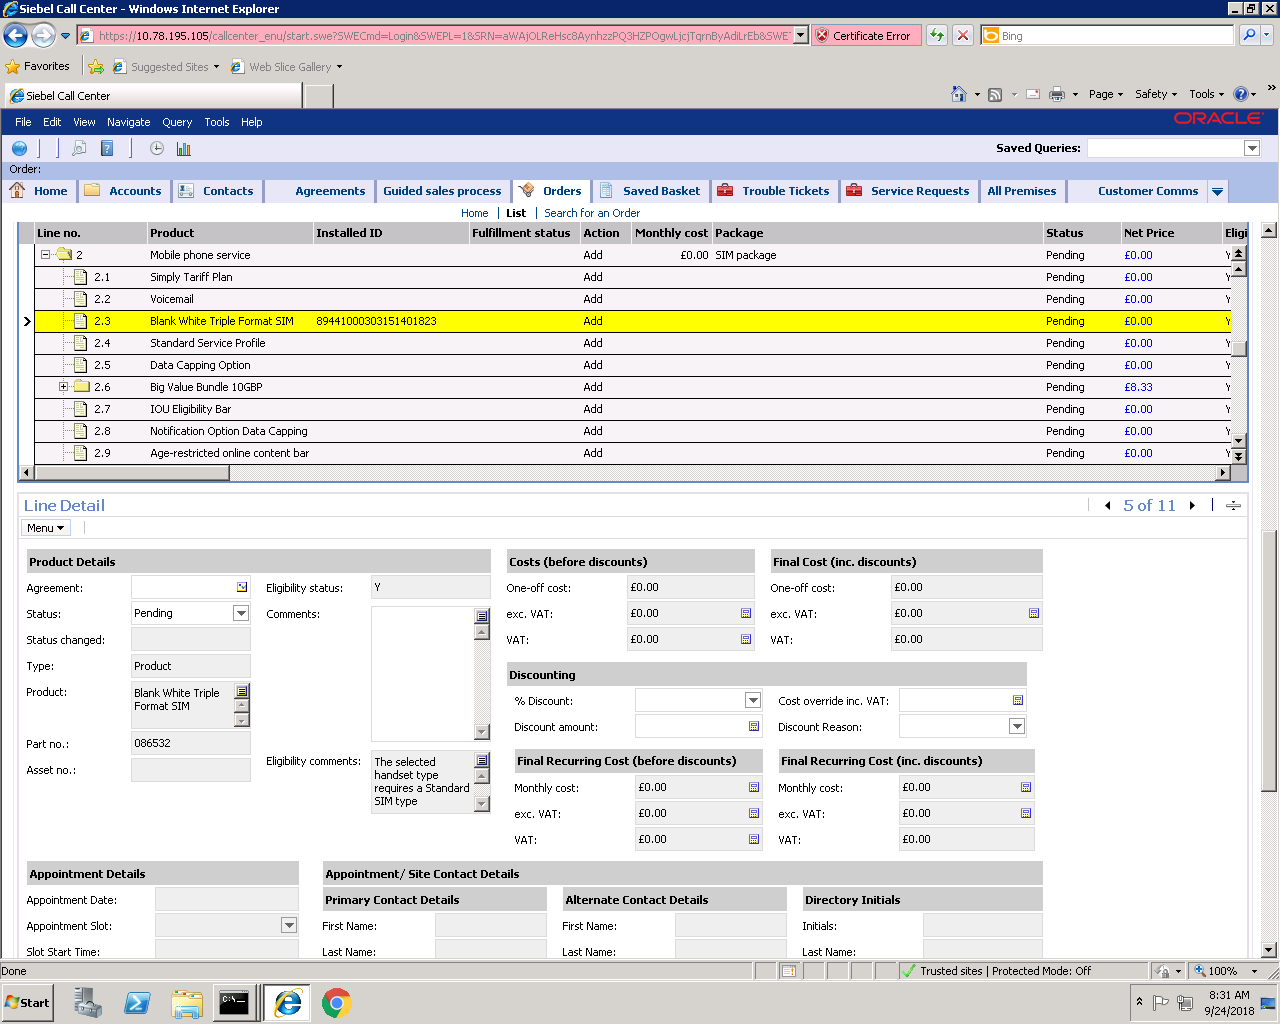 Siebel Call Center - Windows Internet Explorer
https://10.78.195.105/callcenter_enu/start.swe?SWECmd=Login&SWEPL=1&SRN=aWAjOLReHsc8AynhzzPQ3HZPOgwLjcjTqrnByAdiLrEb&SWE Certificate Error Bing
Favorites Suggested Sites Web Slice Gallery
Siebel Call Center Page Safety Tools »
File Edit View Navigate Query Tools Help ORACLE
Saved Queries:
Order:
Home Accounts Contacts Agreements Guided sales process Orders Saved Basket Trouble Tickets Service Requests All Premises Customer Comms
Home | List | Search for an Order
Line no. Product Installed ID Fulfillment status Action Monthly cost Package Status Net Price Eligi
2 Mobile phone service Add £0.00 SIM package Pending £0.00 Y
2.1 Simply Tariff Plan Add Pending £0.00 Y
2.2 Voicemail Add Pending £0.00 Y
2.3 Blank White Triple Format SIM 89441000303151401823 Add Pending £0.00 Y
2.4 Standard Service Profile Add Pending £0.00 Y
2.5 Data Capping Option Add Pending £0.00 Y
2.6 Big Value Bundle 10GBP Add Pending £8.33 Y
2.7 IOU Eligibility Bar Add Pending £0.00 Y
2.8 Notification Option Data Capping Add Pending £0.00 Y
2.9 Age-restricted online content bar Add Pending £0.00 Y
Line Detail 5 of 11
Menu
Product Details Costs (before discounts) Final Cost (inc. discounts)
Agreement: Eligibility status: Y One-off cost: £0.00 One-off cost: £0.00
Status: Pending Comments: exc. VAT: £0.00 exc. VAT: £0.00
Status changed: VAT: £0.00 VAT: £0.00
Type: Product
Discounting
Product: Blank White Triple Format SIM % Discount: Cost override inc. VAT:
Discount amount: Discount Reason:
Part no.: 086532
Eligibility comments: The selected handset type requires a Standard SIM type Final Recurring Cost (before discounts) Final Recurring Cost (inc. discounts)
Asset no.:
Monthly cost: £0.00 Monthly cost: £0.00
exc. VAT: £0.00 exc. VAT: £0.00
VAT: £0.00 VAT: £0.00
Appointment Details Appointment/ Site Contact Details
Appointment Date: Primary Contact Details Alternate Contact Details Directory Initials
Appointment Slot: First Name: First Name: Initials:
Slot Start Time: Last Name: Last Name: Last Name:
Done Trusted sites | Protected Mode: Off 100%
Start 8:31 AM
9/24/2018